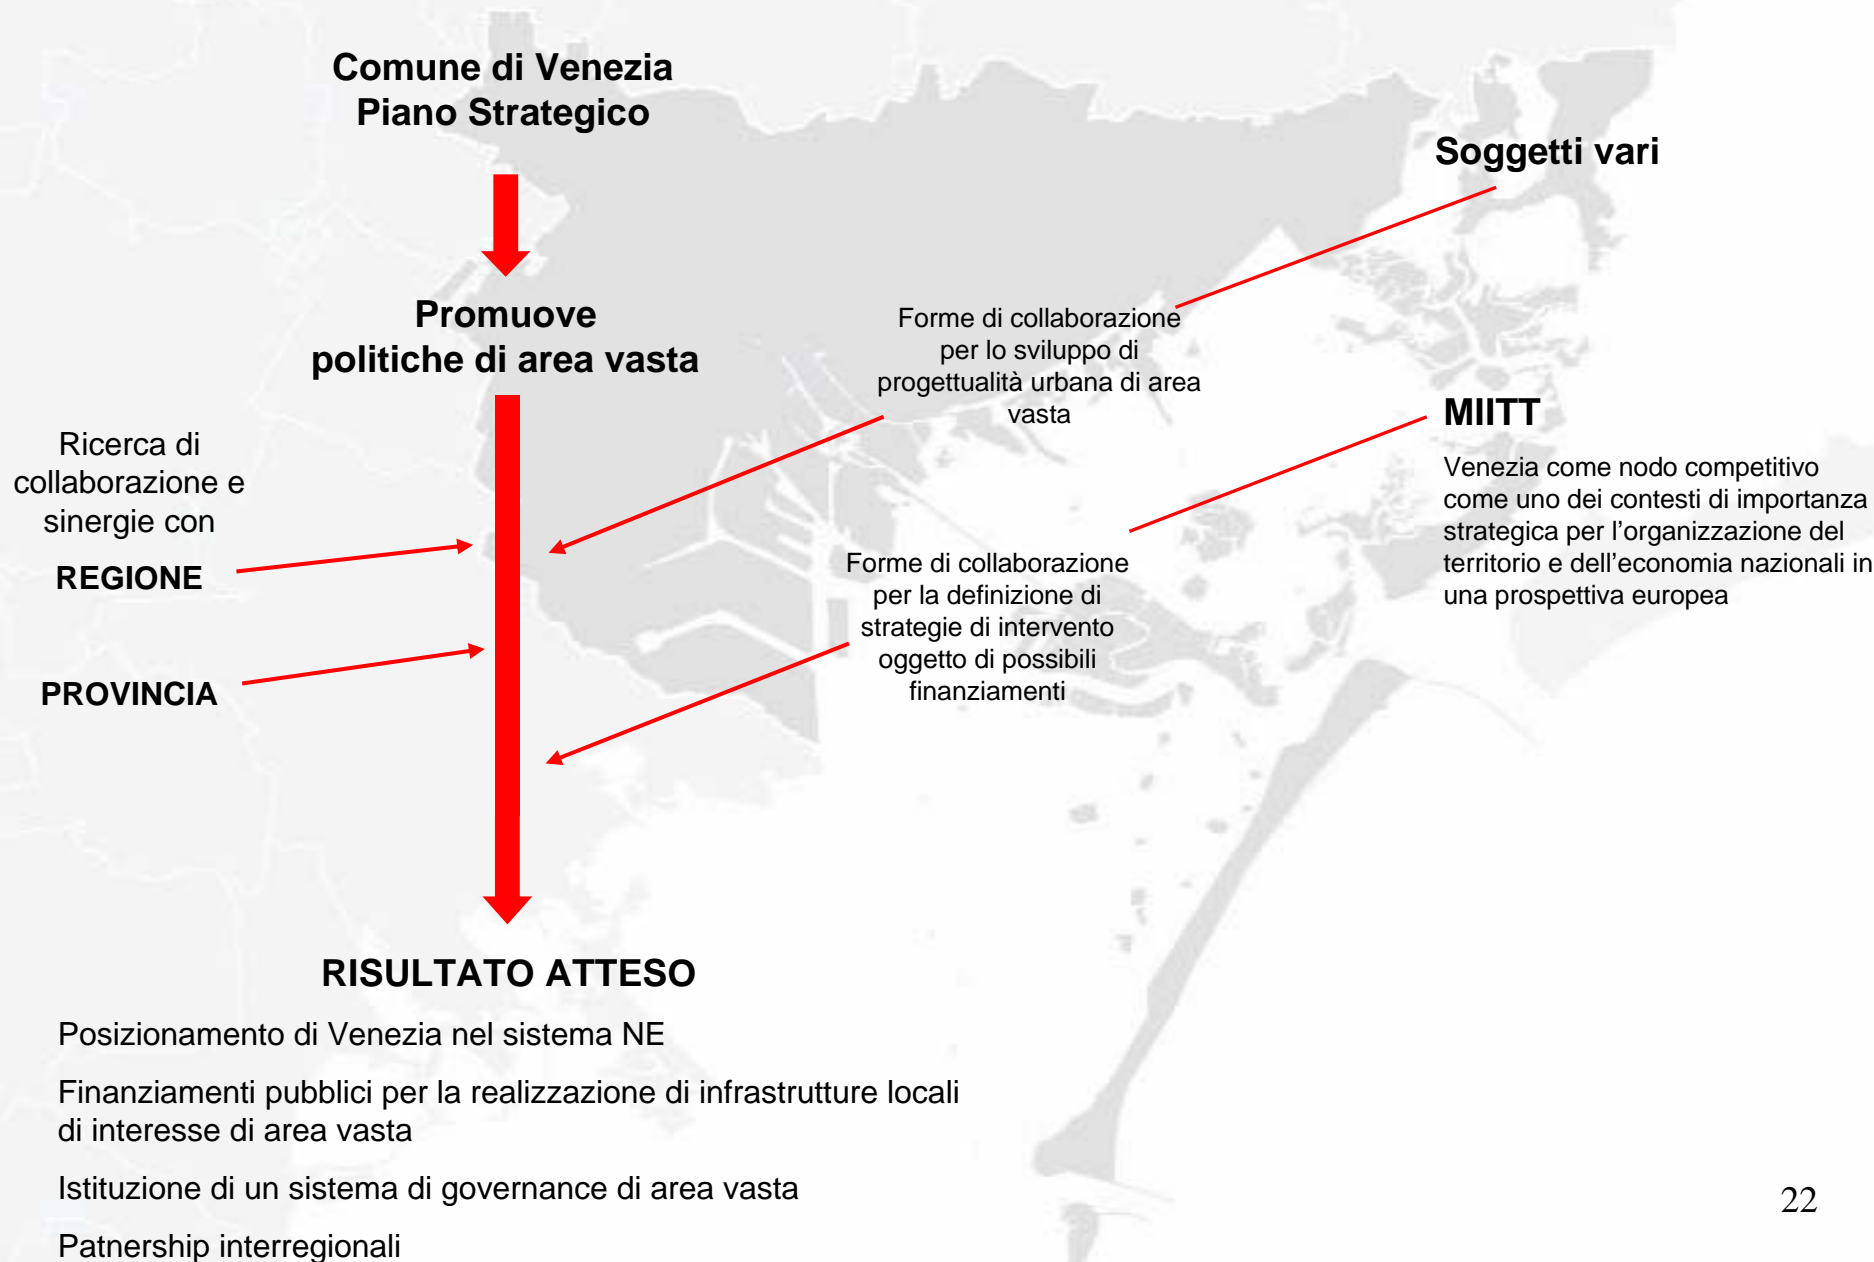 Comune di Venezia
Piano Strategico
Soggetti vari
Promuove
politiche di area vasta
Forme di collaborazione
per lo sviluppo di
progettualità urbana di area
vasta
Ricerca di
collaborazione e
sinergie con
REGIONE
PROVINCIA
MIITT
Venezia come nodo competitivo
come uno dei contesti di importanza
strategica per l’organizzazione del
territorio e dell’economia nazionali in
una prospettiva europea
Forme di collaborazione
per la definizione di
strategie di intervento
oggetto di possibili
finanziamenti
RISULTATO ATTESO
Posizionamento di Venezia nel sistema NE
Finanziamenti pubblici per la realizzazione di infrastrutture locali
di interesse di area vasta
Istituzione di un sistema di governance di area vasta
Patnership interregionali
22